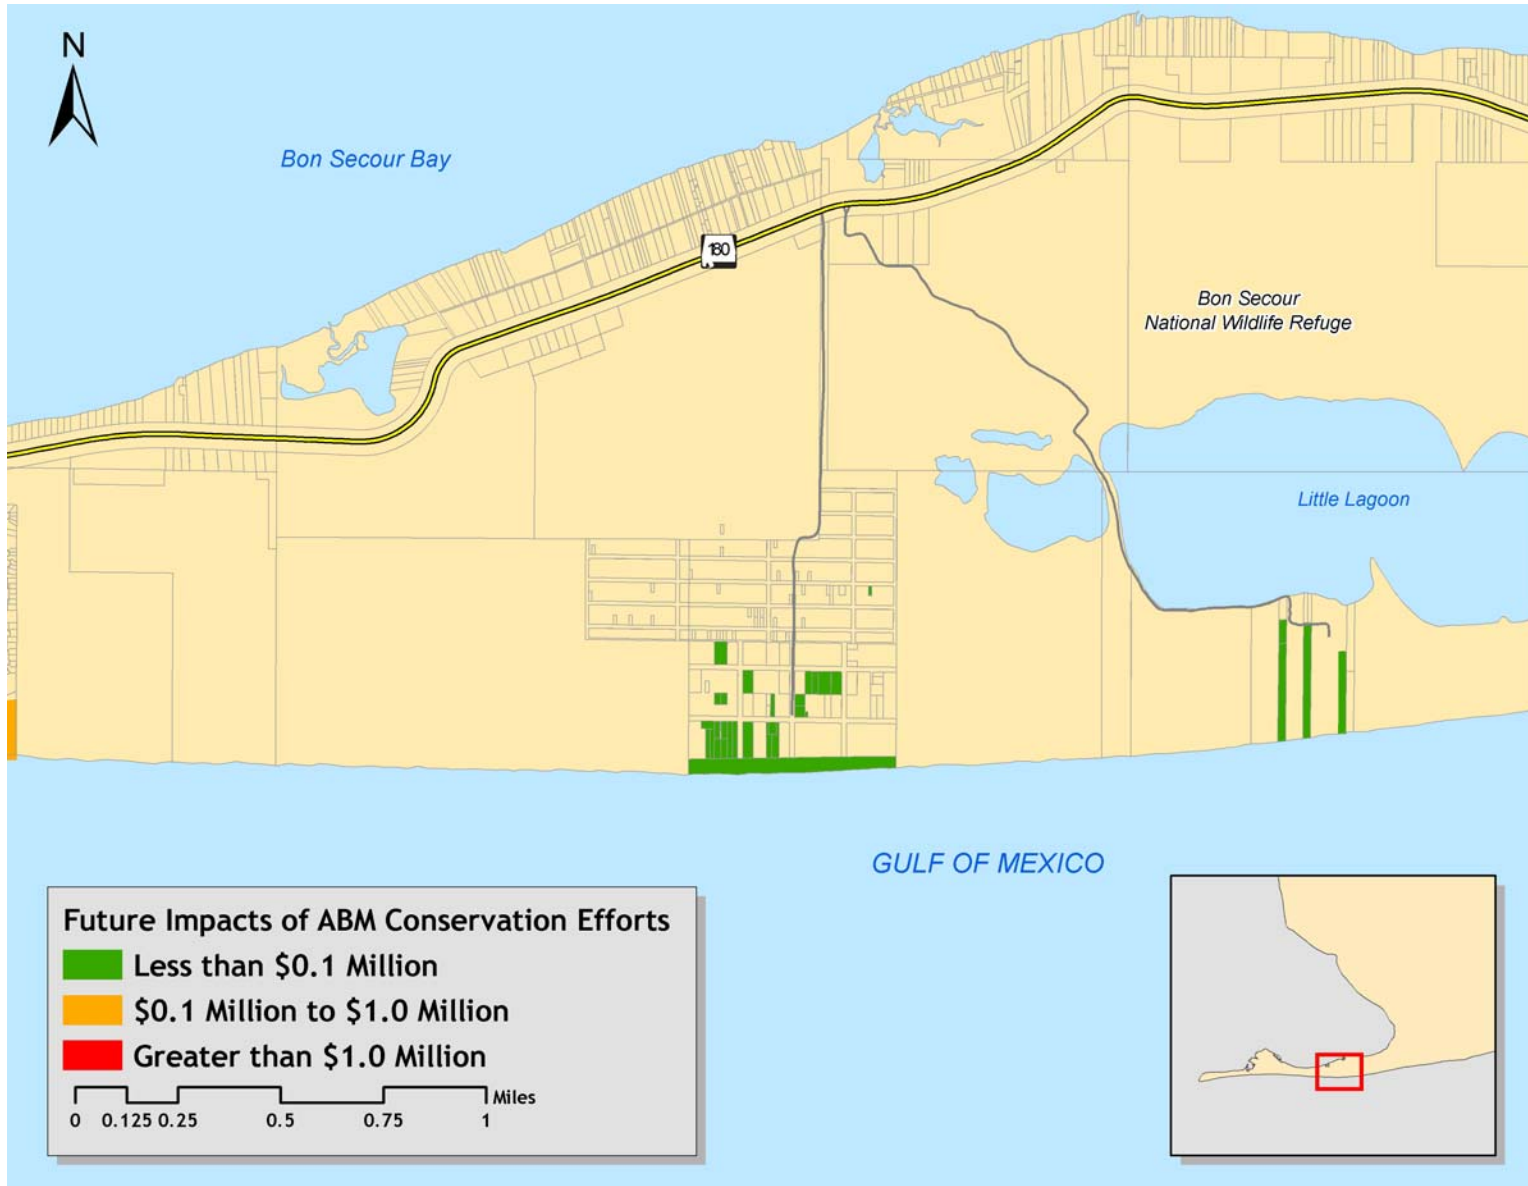 N
Bon Secour Bay
180
Bon Secour
National Wildlife Refuge
Little Lagoon
GULF OF MEXICO
Future Impacts of ABM Conservation Efforts
Less than $0.1 Million
$0.1 Million to $1.0 Million
Greater than $1.0 Million
Miles
0 0.125 0.25 0.5 0.75 1